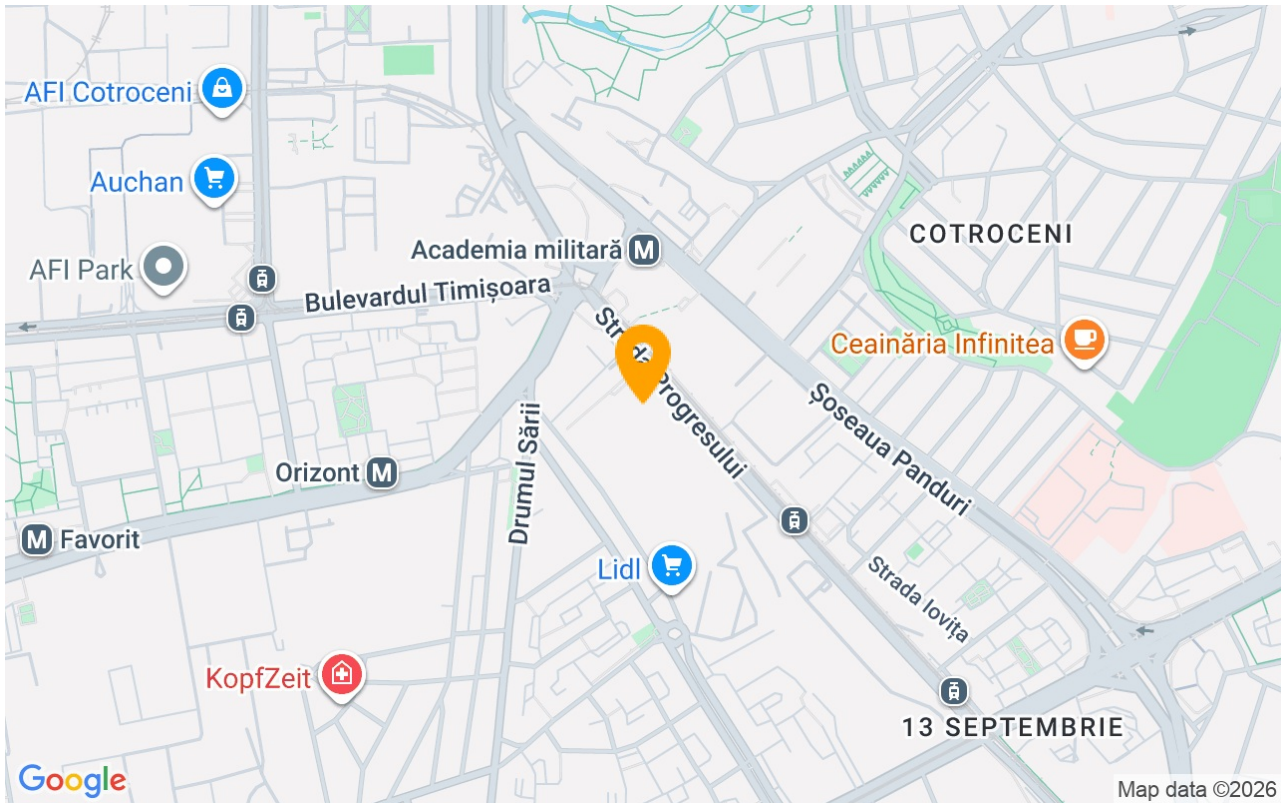 AFI Cotroceni
Auchan
AFI Park
Academia militară M
COTROCENI
Bulevardul Timișoara
Strada Progresului
Ceainăria Infinitea
Șoseaua Panduri
Drumul Sării
Orizont M
M Favorit
Lidl
Strada Iovița
KopfZeit
13 SEPTEMBRIE
Google
Map data ©2026